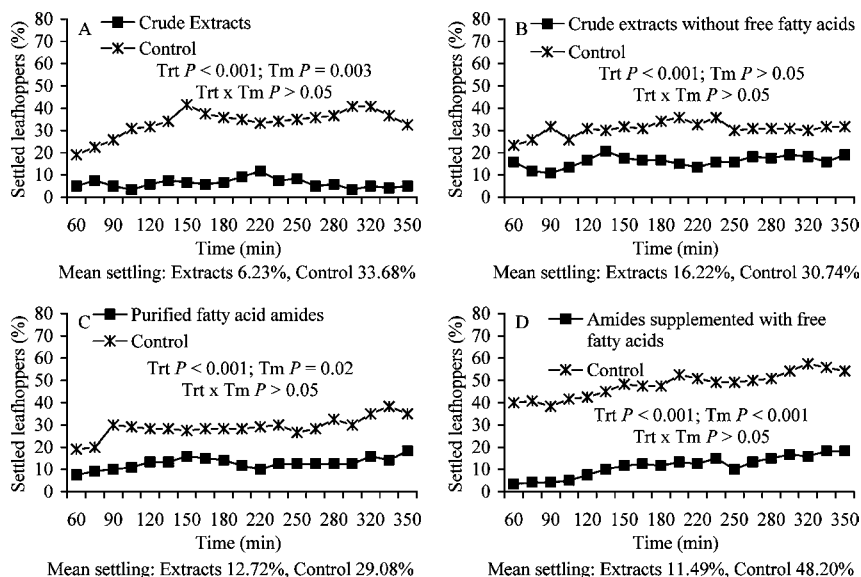 A
Crude Extracts
Control
Trt P < 0.001; Tm P = 0.003
Trt x Tm P > 0.05
Settled leafhoppers (%)
80
70
60
50
40
30
20
10
0
60 90 120 150 190 220 250 280 320 350
Time (min)
Mean settling: Extracts 6.23%, Control 33.68%
B
Crude extracts without free fatty acids
Control
Trt P < 0.001; Tm P > 0.05
Trt x Tm P > 0.05
Settled leafhoppers (%)
80
70
60
50
40
30
20
10
0
60 90 120 150 190 220 250 280 320 350
Time (min)
Mean settling: Extracts 16.22%, Control 30.74%
C
Purified fatty acid amides
Control
Trt P < 0.001; Tm P = 0.02
Trt x Tm P > 0.05
Settled leafhoppers (%)
80
70
60
50
40
30
20
10
0
60 90 120 150 190 220 250 280 320 350
Time (min)
Mean settling: Extracts 12.72%, Control 29.08%
D
Amides supplemented with free
fatty acids
Control
Trt P < 0.001; Tm P < 0.001
Trt x Tm P > 0.05
Settled leafhoppers (%)
80
70
60
50
40
30
20
10
0
60 90 120 150 190 220 250 280 320 350
Time (min)
Mean settling: Extracts 11.49%, Control 48.20%